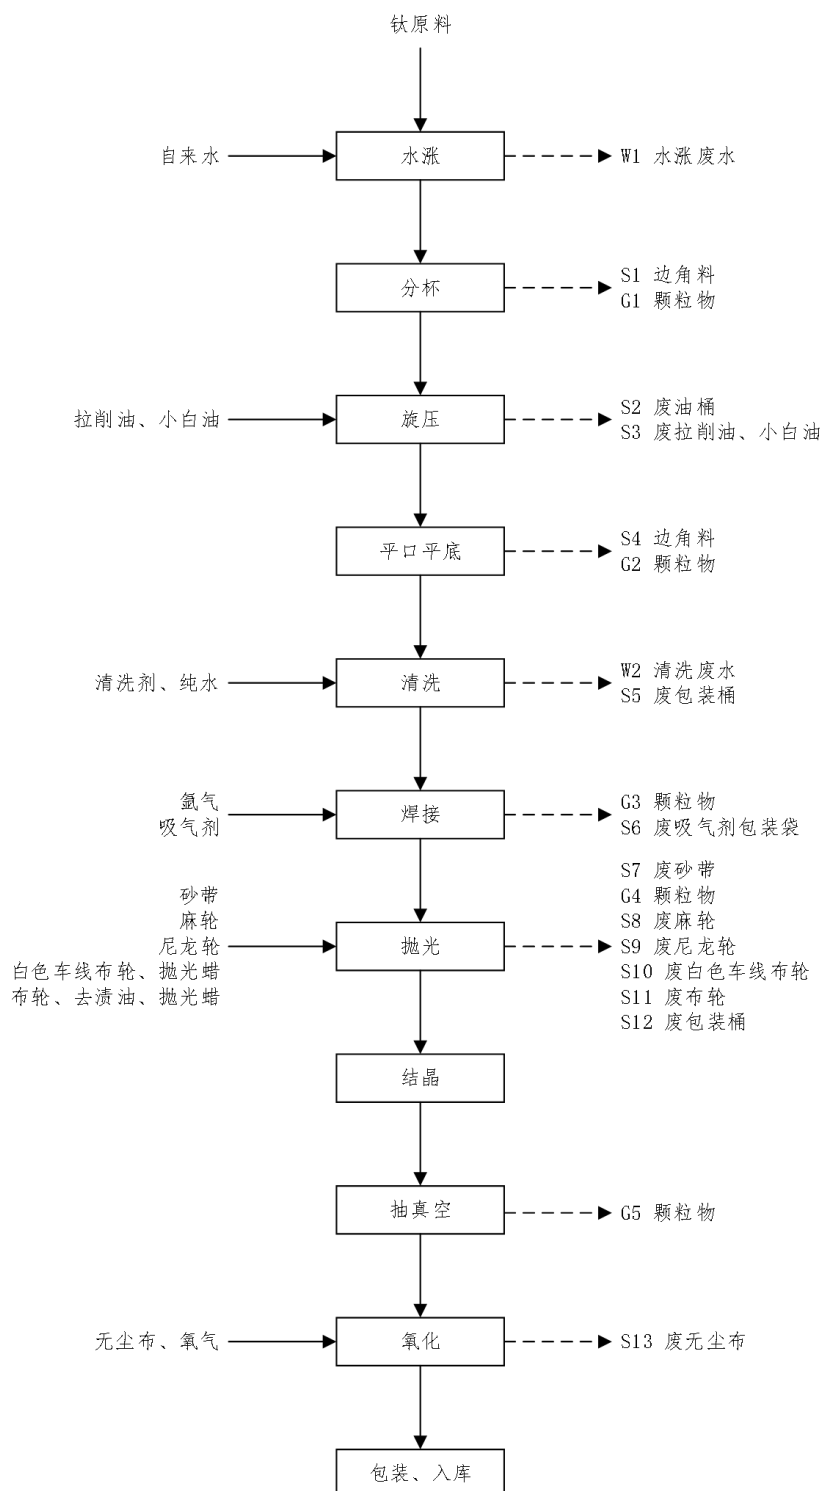 钛原料
自来水
水涨
W1 水涨废水
分杯
S1 边角料
G1 颗粒物
拉削油、小白油
旋压
S2 废油桶
S3 废拉削油、小白油
平口平底
S4 边角料
G2 颗粒物
清洗剂、纯水
清洗
W2 清洗废水
S5 废包装桶
氩气
吸气剂
焊接
G3 颗粒物
S6 废吸气剂包装袋
砂带
麻轮
尼龙轮
白色车线布轮、抛光蜡
布轮、去渍油、抛光蜡
抛光
S7 废砂带
G4 颗粒物
S8 废麻轮
S9 废尼龙轮
S10 废白色车线布轮
S11 废布轮
S12 废包装桶
结晶
抽真空
G5 颗粒物
无尘布、氧气
氧化
S13 废无尘布
包装、入库